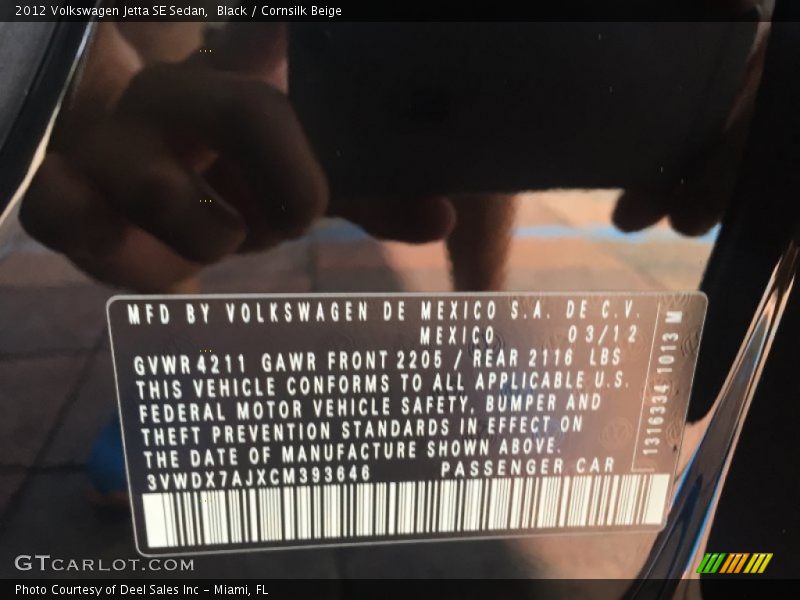 2012 Volkswagen Jetta SE Sedan,  Black / Cornsilk Beige
MFD BY VOLKSWAGEN DE MEXICO S.A. DE C.V.
MEXICO 03/12
GVWR 4211 GAWR FRONT 2205 / REAR 2116 LBS
THIS VEHICLE CONFORMS TO ALL APPLICABLE U.S.
FEDERAL MOTOR VEHICLE SAFETY, BUMPER AND
THEFT PREVENTION STANDARDS IN EFFECT ON
THE DATE OF MANUFACTURE SHOWN ABOVE.
3VWDX7AJXCM393646 PASSENGER CAR
1316334 1013 M
GTCARLOT.COM
Photo Courtesy of Deel Sales Inc - Miami, FL